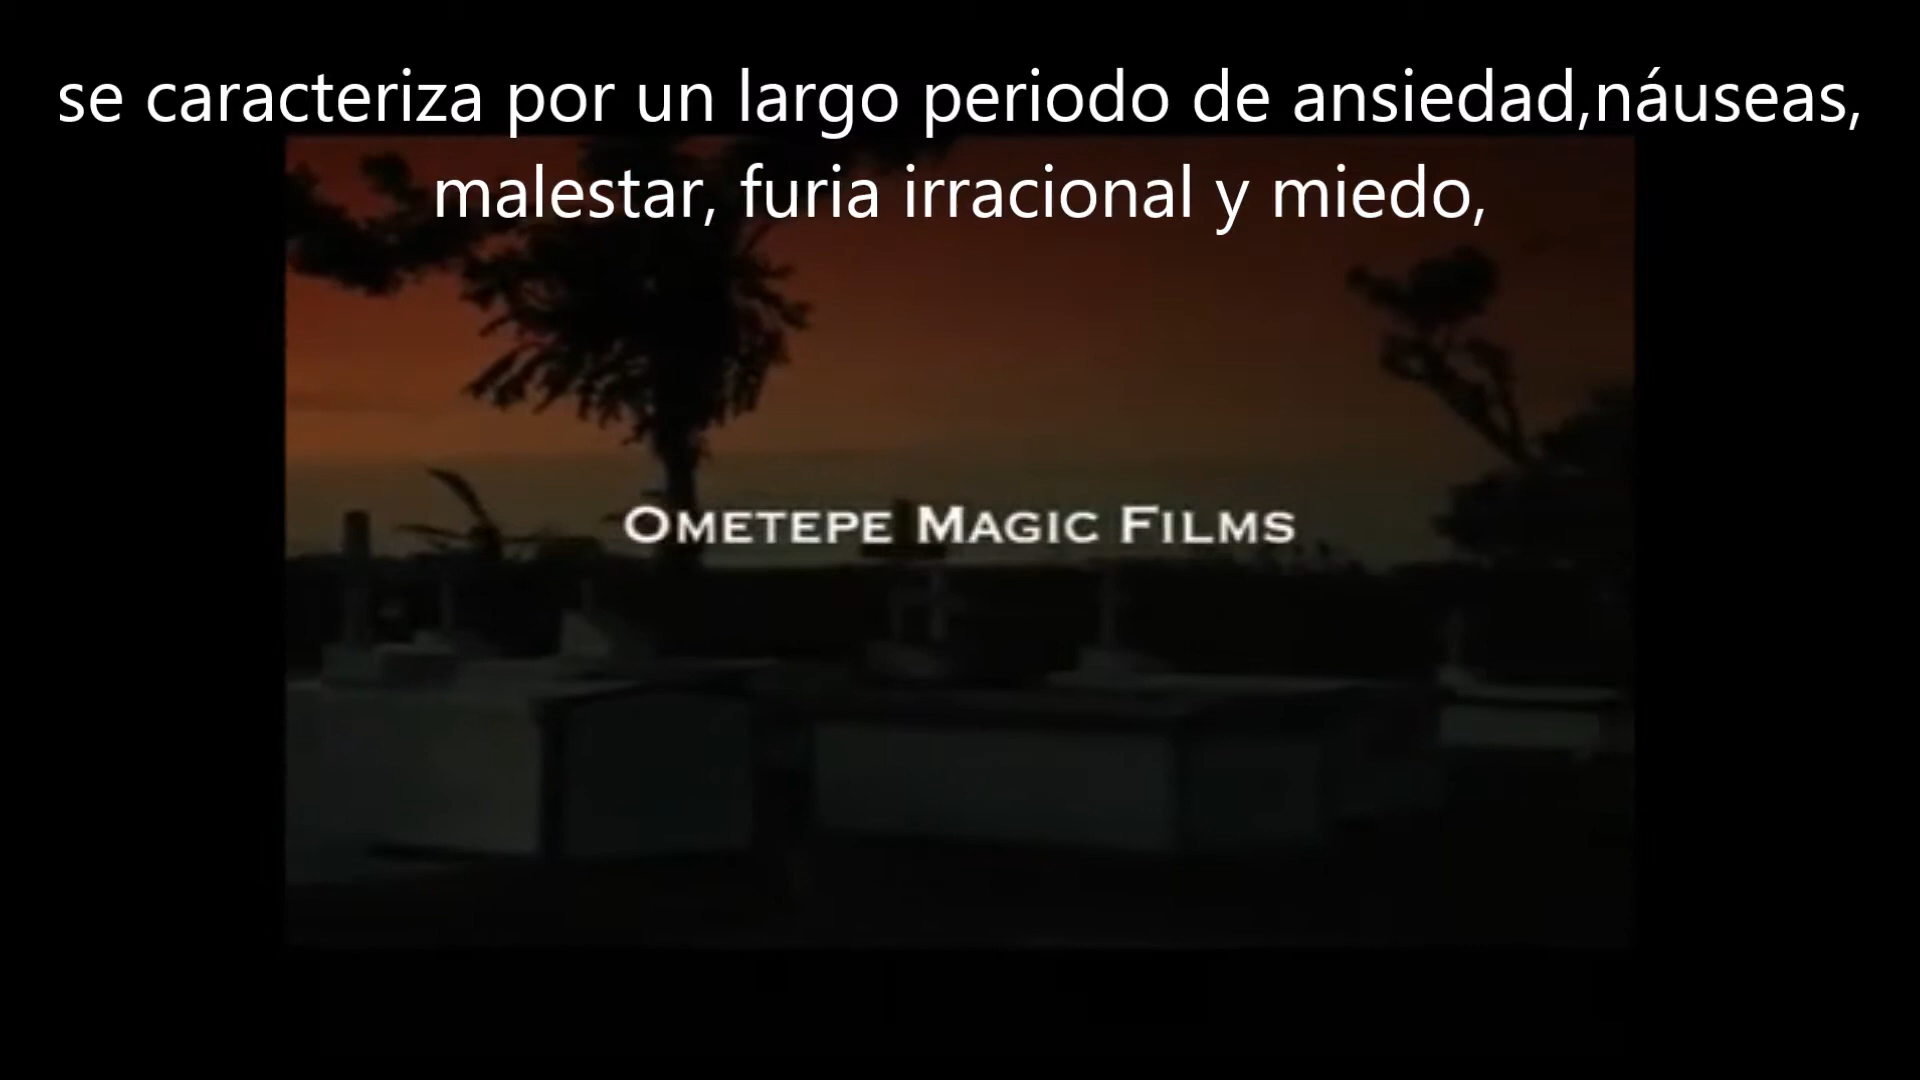 se caracteriza por un largo periodo de ansiedad,náuseas,
malestar, furia irracional y miedo,
OMETEPE MAGIC FILMS